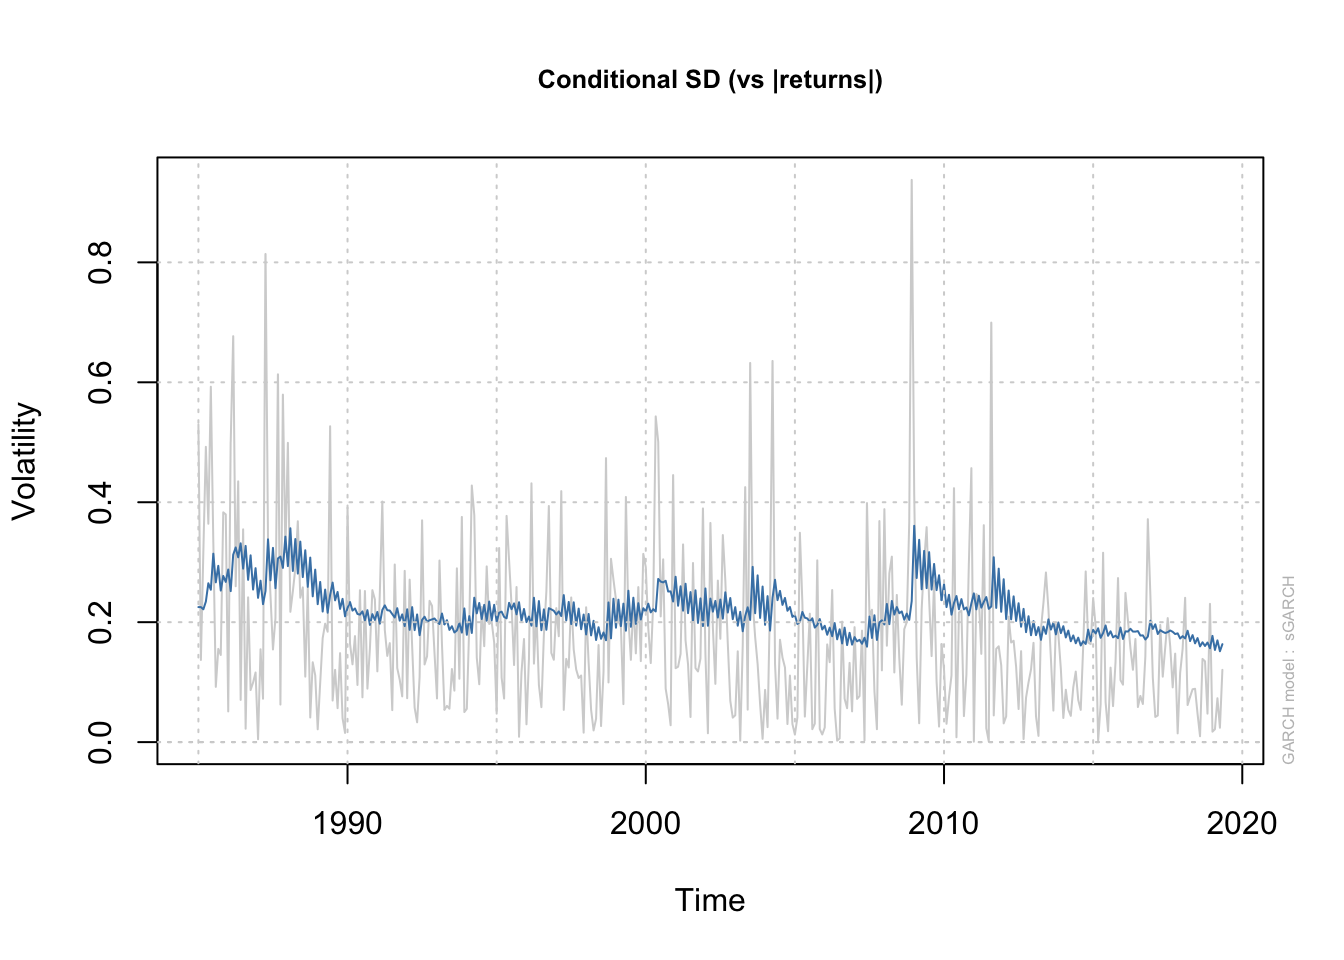 Conditional SD (vs |returns|)
Volatility
0.8
0.6
0.4
0.2
0.0
1990 2000 2010 2020
Time
GARCH model : sGARCH